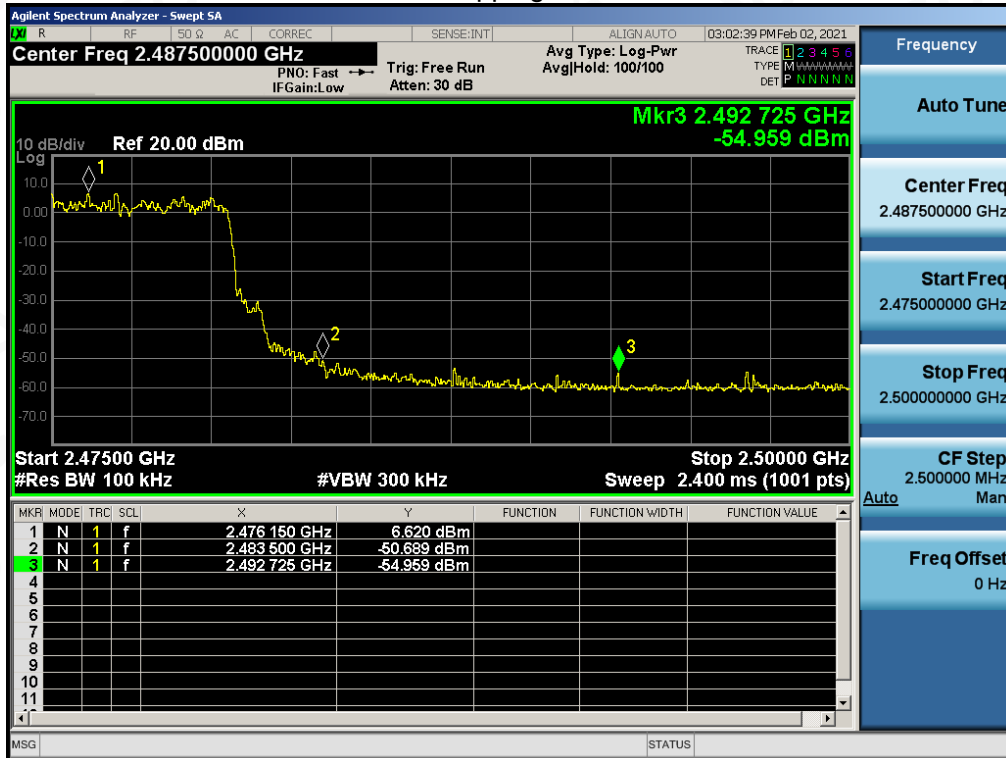 Agilent Spectrum Analyzer - Swept SA
LXI R RF 50 Ω AC CORREC SENSE:INT ALIGN AUTO 03:02:39 PM Feb 02, 2021
Center Freq 2.487500000 GHz
PNO: Fast
IFGain:Low
Trig: Free Run
Atten: 30 dB
Avg Type: Log-Pwr
Avg|Hold: 100/100
TRACE 1 2 3 4 5 6
TYPE M WWWWW
DET P N N N N N
Mkr3 2.492 725 GHz
-54.959 dBm
10 dB/div Ref 20.00 dBm
Log
10.0
0.00
-10.0
-20.0
-30.0
-40.0
-50.0
-60.0
-70.0
1
2
3
Start 2.47500 GHz Stop 2.50000 GHz
#Res BW 100 kHz #VBW 300 kHz Sweep 2.400 ms (1001 pts)
MKR MODE TRC SCL X Y FUNCTION FUNCTION WIDTH FUNCTION VALUE
1 N 1 f 2.476 150 GHz 6.620 dBm
2 N 1 f 2.483 500 GHz -50.689 dBm
3 N 1 f 2.492 725 GHz -54.959 dBm
4
5
6
7
8
9
10
11
MSG STATUS
Frequency
Auto Tune
Center Freq
2.487500000 GHz
Start Freq
2.475000000 GHz
Stop Freq
2.500000000 GHz
CF Step
2.500000 MHz
Auto Man
Freq Offset
0 Hz